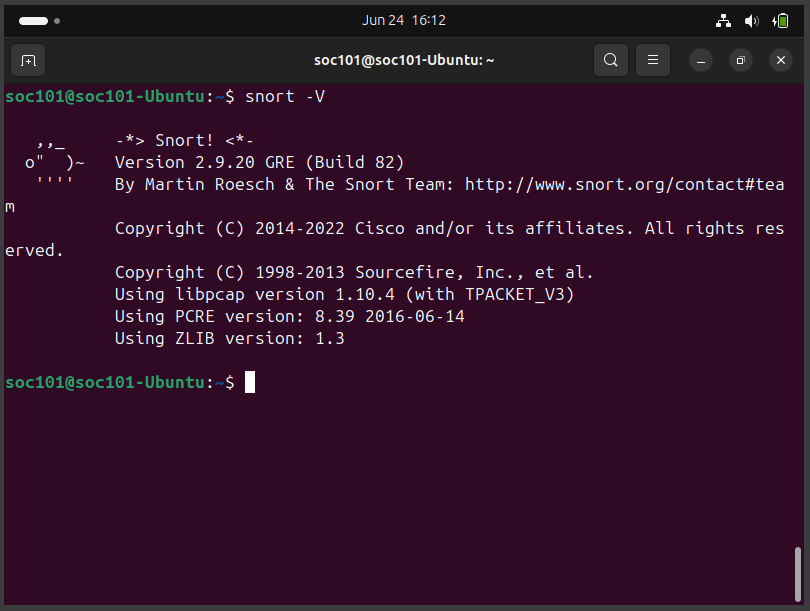 Jun 24 16:12
soc101@soc101-Ubuntu: ~
soc101@soc101-Ubuntu:~$ snort -V
,,_     -*> Snort! <*-
o"  )~   Version 2.9.20 GRE (Build 82)
''''    By Martin Roesch & The Snort Team: http://www.snort.org/contact#tea
m
Copyright (C) 2014-2022 Cisco and/or its affiliates. All rights res
erved.
Copyright (C) 1998-2013 Sourcefire, Inc., et al.
Using libpcap version 1.10.4 (with TPACKET_V3)
Using PCRE version: 8.39 2016-06-14
Using ZLIB version: 1.3
soc101@soc101-Ubuntu:~$